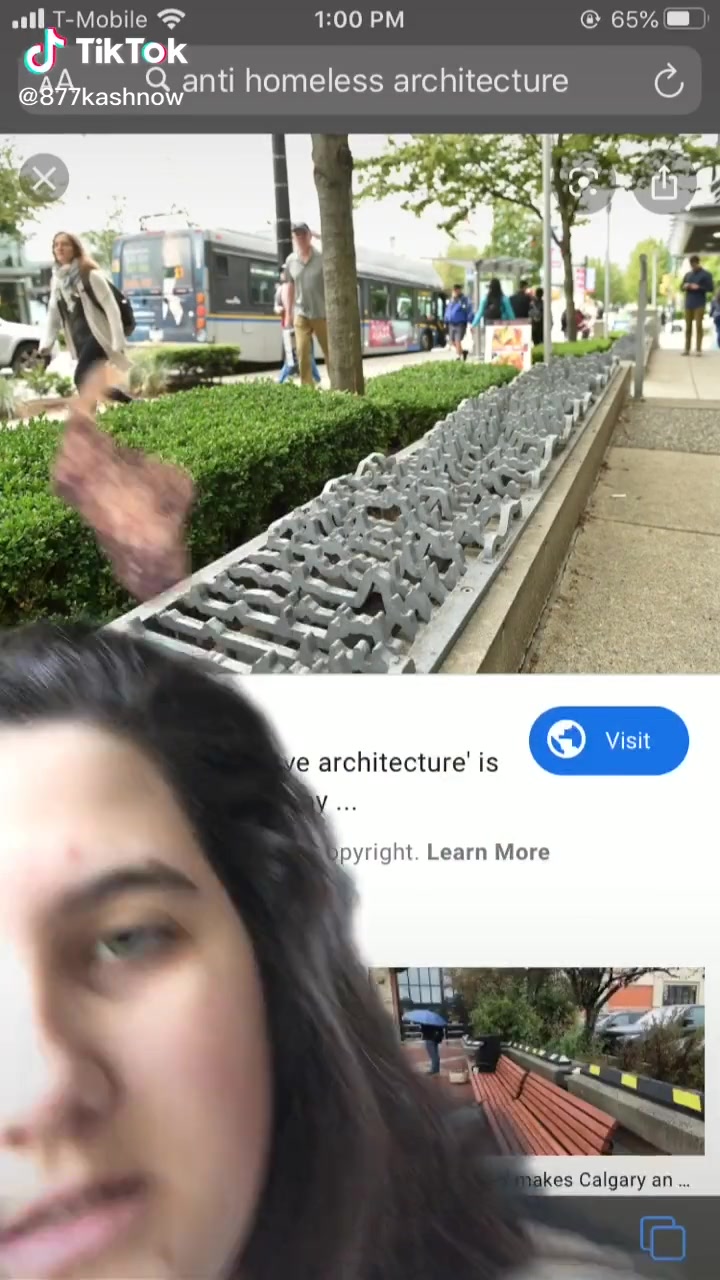 T-Mobile 1:00 PM 65%
TikTok
@877kashnow
AA anti homeless architecture
ve architecture' is
Visit
...
opyright. Learn More
makes Calgary an ...